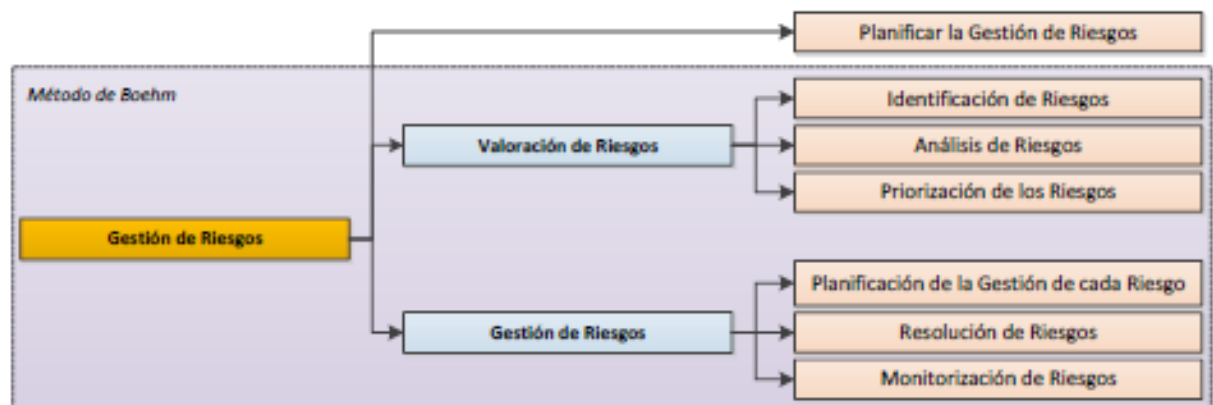 Planificar la Gestión de Riesgos
Método de Boehm
Identificación de Riesgos
Valoración de Riesgos
Análisis de Riesgos
Priorización de los Riesgos
Gestión de Riesgos
Planificación de la Gestión de cada Riesgo
Gestión de Riesgos
Resolución de Riesgos
Monitorización de Riesgos